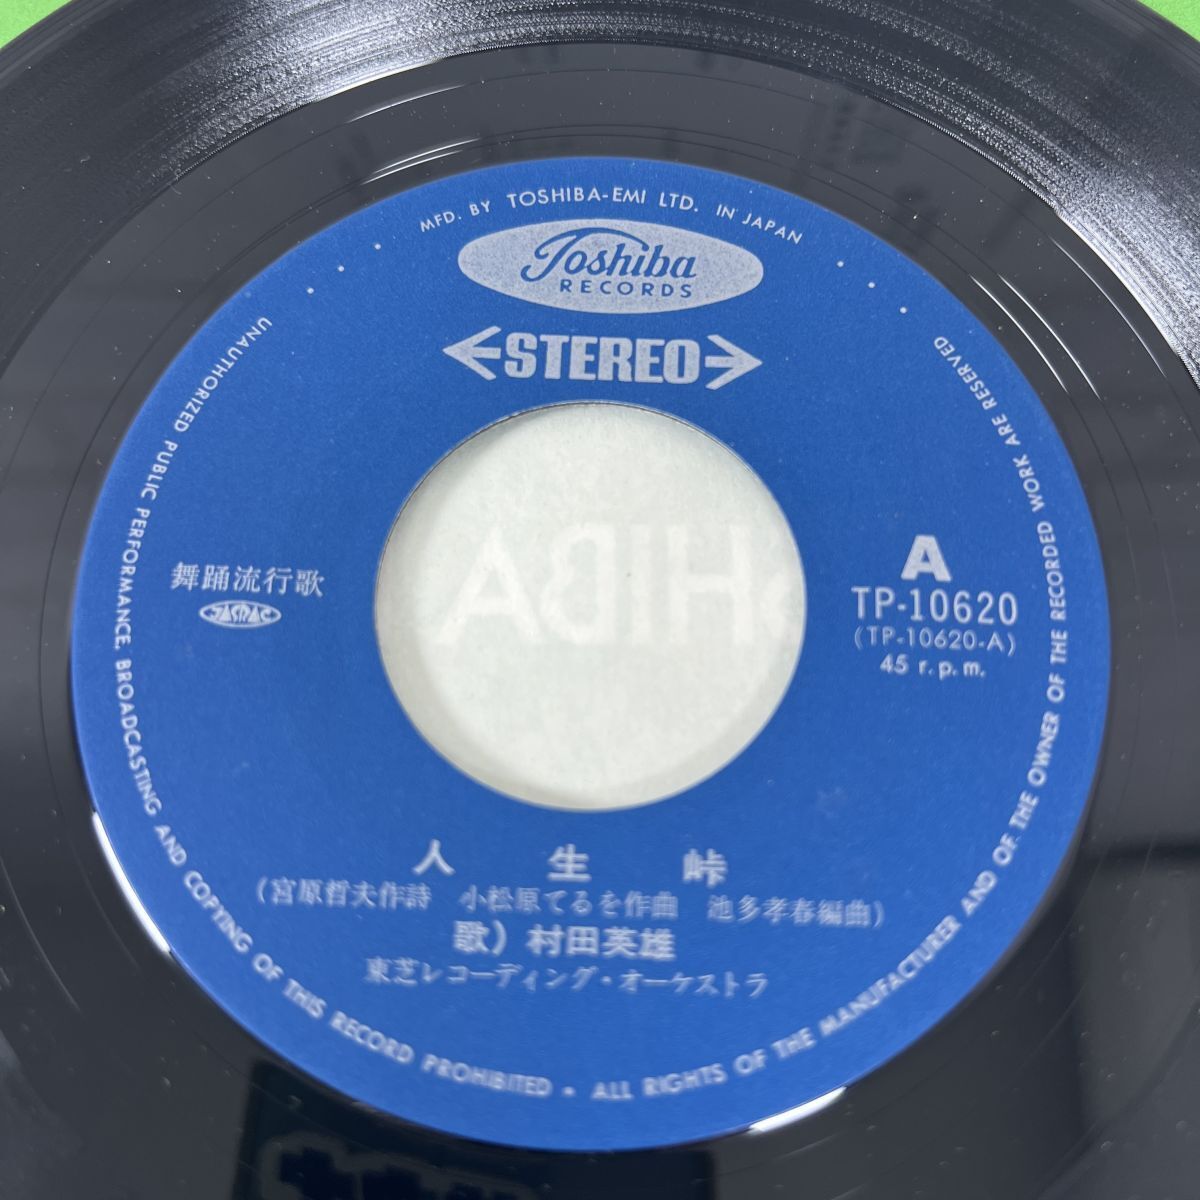 MFD. BY TOSHIBA-EMI LTD. IN JAPAN
Toshiba
RECORDS
STEREO
舞踊流行歌
JASRAC
A
TP-10620
(TP-10620-A)
45 r.p.m.
人生峠
(宮原哲夫作詩 小松原てるを作曲 池多孝春編曲)
歌) 村田英雄
東芝レコーディング・オーケストラ
UNAUTHORIZED PUBLIC PERFORMANCE, BROADCASTING AND COPYING OF THIS RECORD PROHIBITED • ALL RIGHTS OF THE MANUFACTURER AND OF THE OWNER OF THE RECORDED WORK ARE RESERVED
HIBA